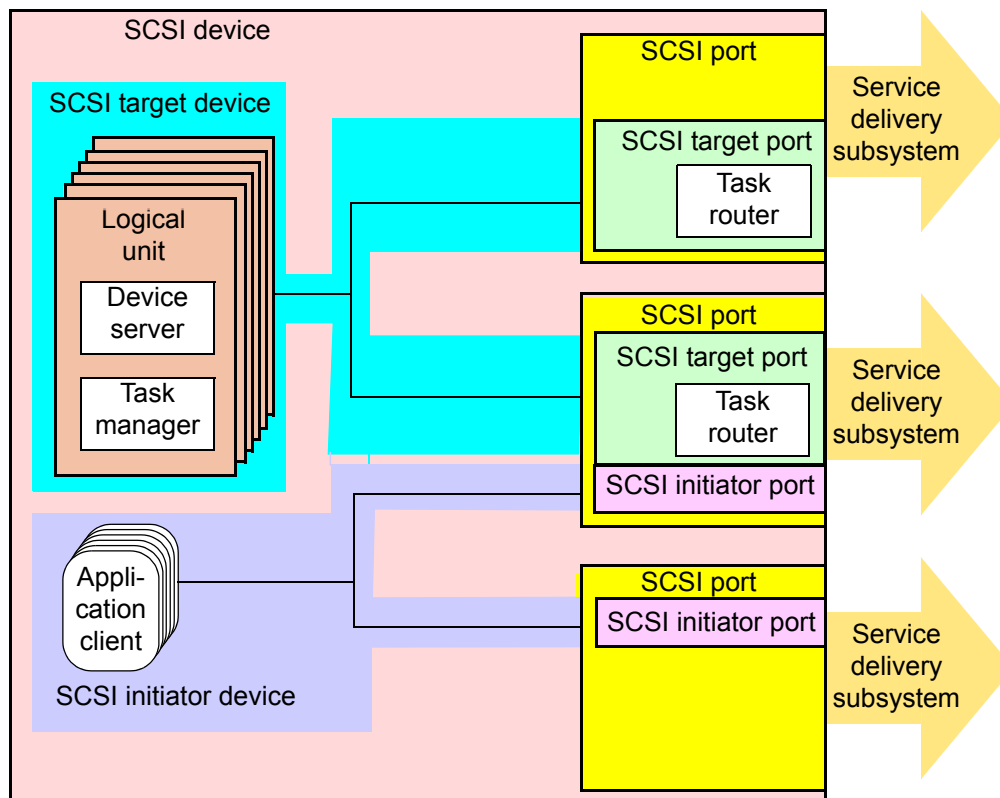 SCSI device
SCSI target device
Logical
unit
Device
server
Task
manager
SCSI port
SCSI target port
Task
router
Service
delivery
subsystem
SCSI port
SCSI target port
Task
router
SCSI initiator port
Service
delivery
subsystem
Appli-
cation
client
SCSI initiator device
SCSI port
SCSI initiator port
Service
delivery
subsystem